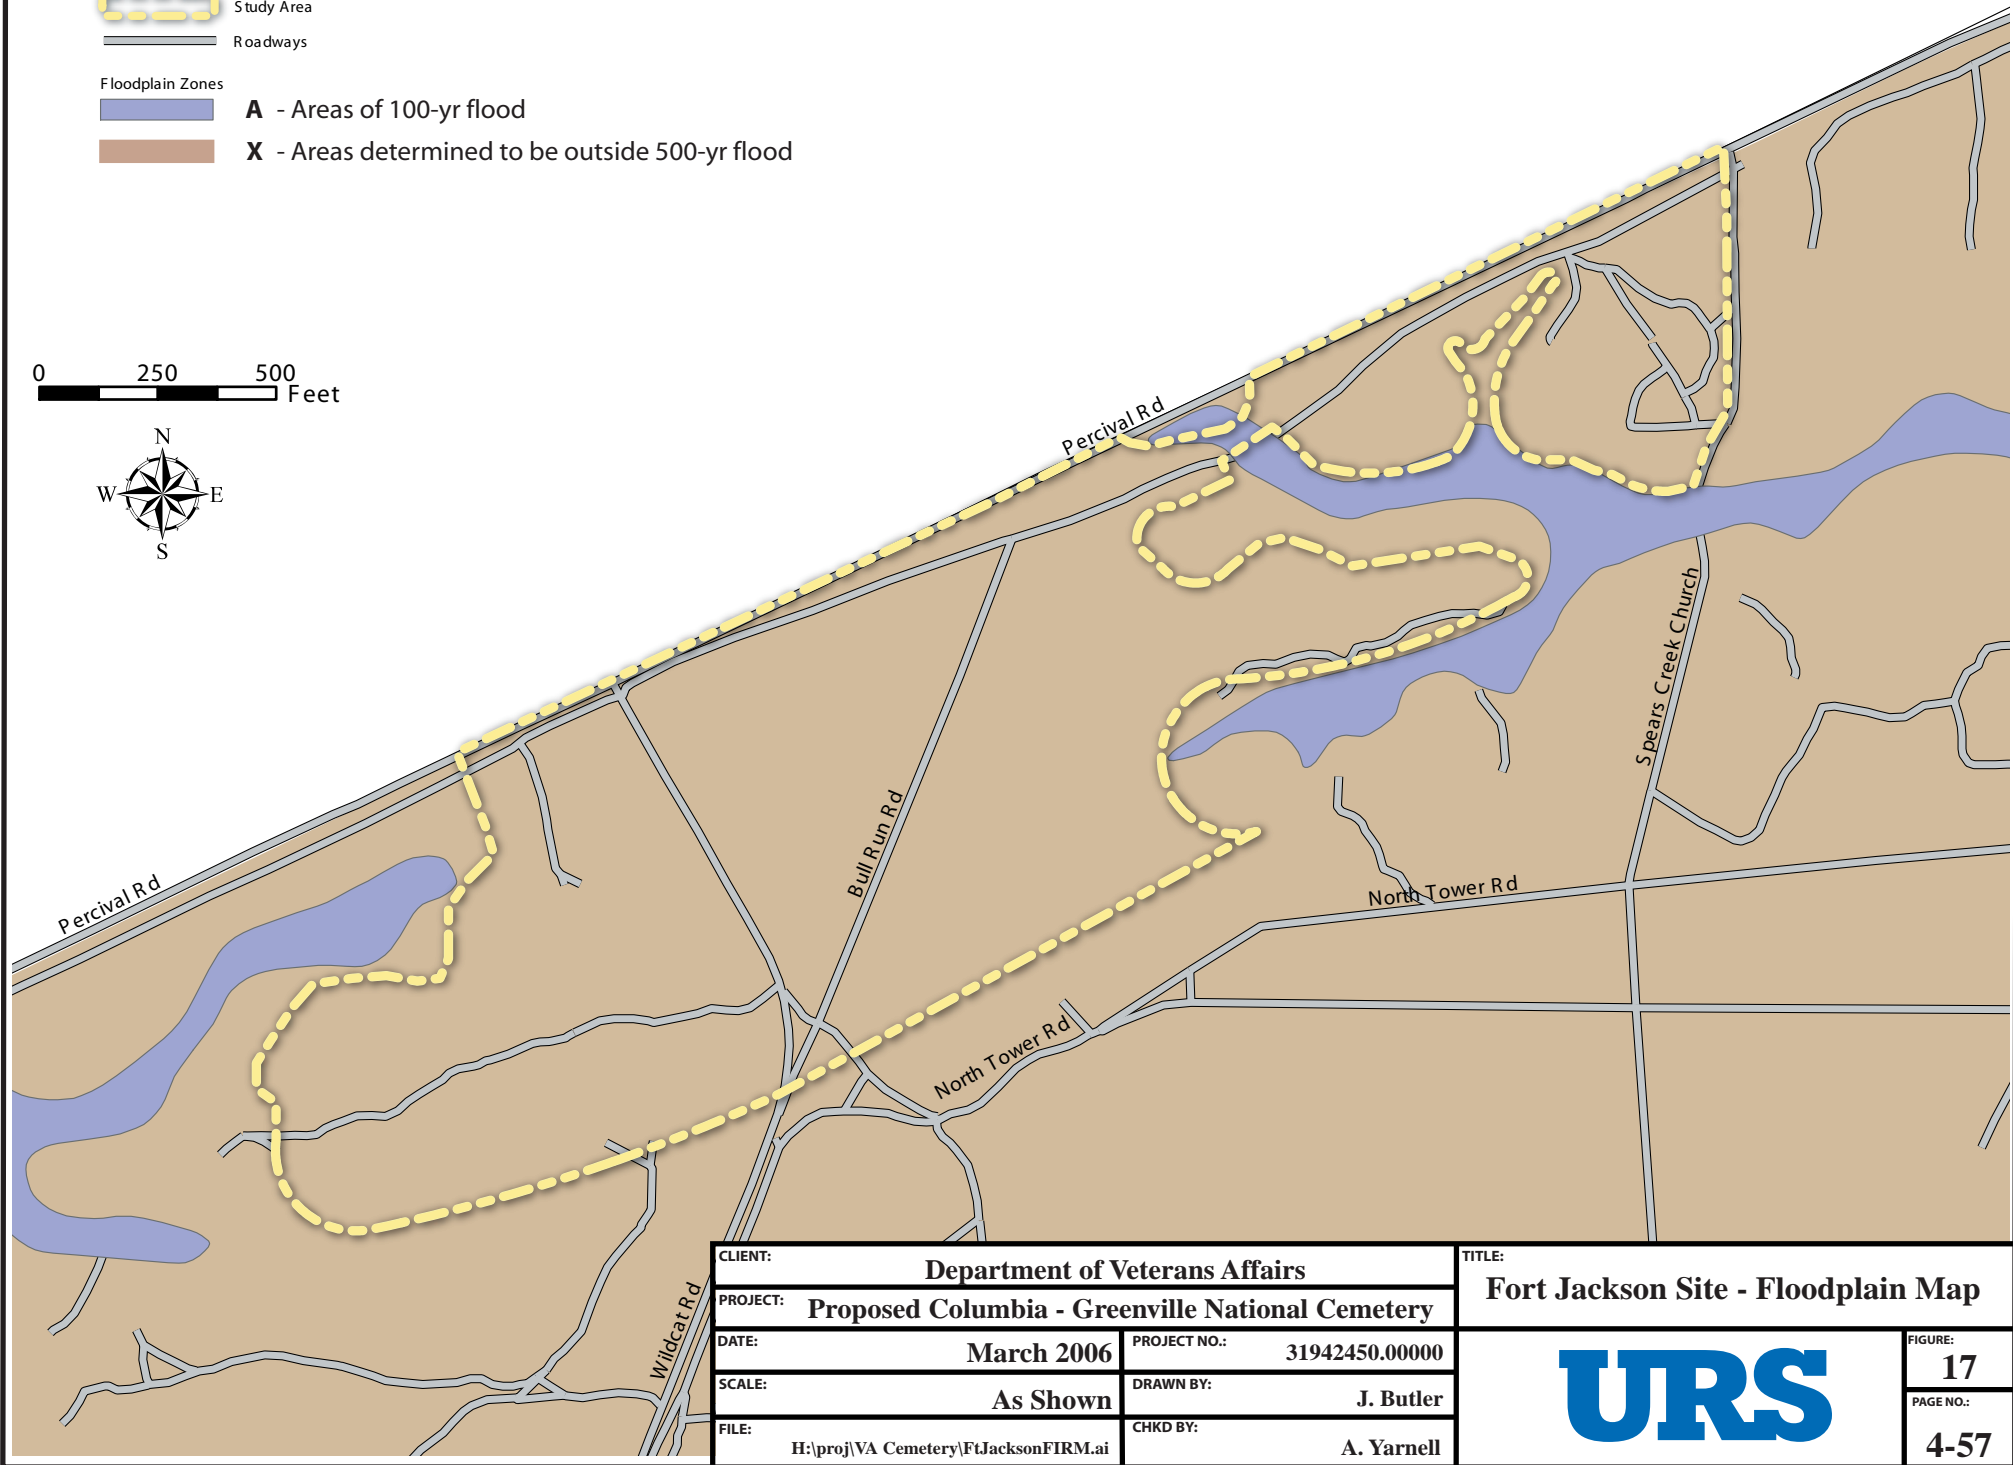 Study Area
Roadways
Floodplain Zones
A - Areas of 100-yr flood
X - Areas determined to be outside 500-yr flood
0 250 500
Feet
N
W E
S
Percival Rd
Percival Rd
Bull Run Rd
Spears Creek Church
North Tower Rd
North Tower Rd
Wildcat Rd
CLIENT:
Department of Veterans Affairs
PROJECT:
Proposed Columbia - Greenville National Cemetery
DATE:
March 2006
PROJECT NO.:
31942450.00000
SCALE:
As Shown
DRAWN BY:
J. Butler
FILE:
H:\proj\VA Cemetery\FtJacksonFIRM.ai
CHKD BY:
A. Yarnell
TITLE:
Fort Jackson Site - Floodplain Map
URS
FIGURE:
17
PAGE NO.:
4-57